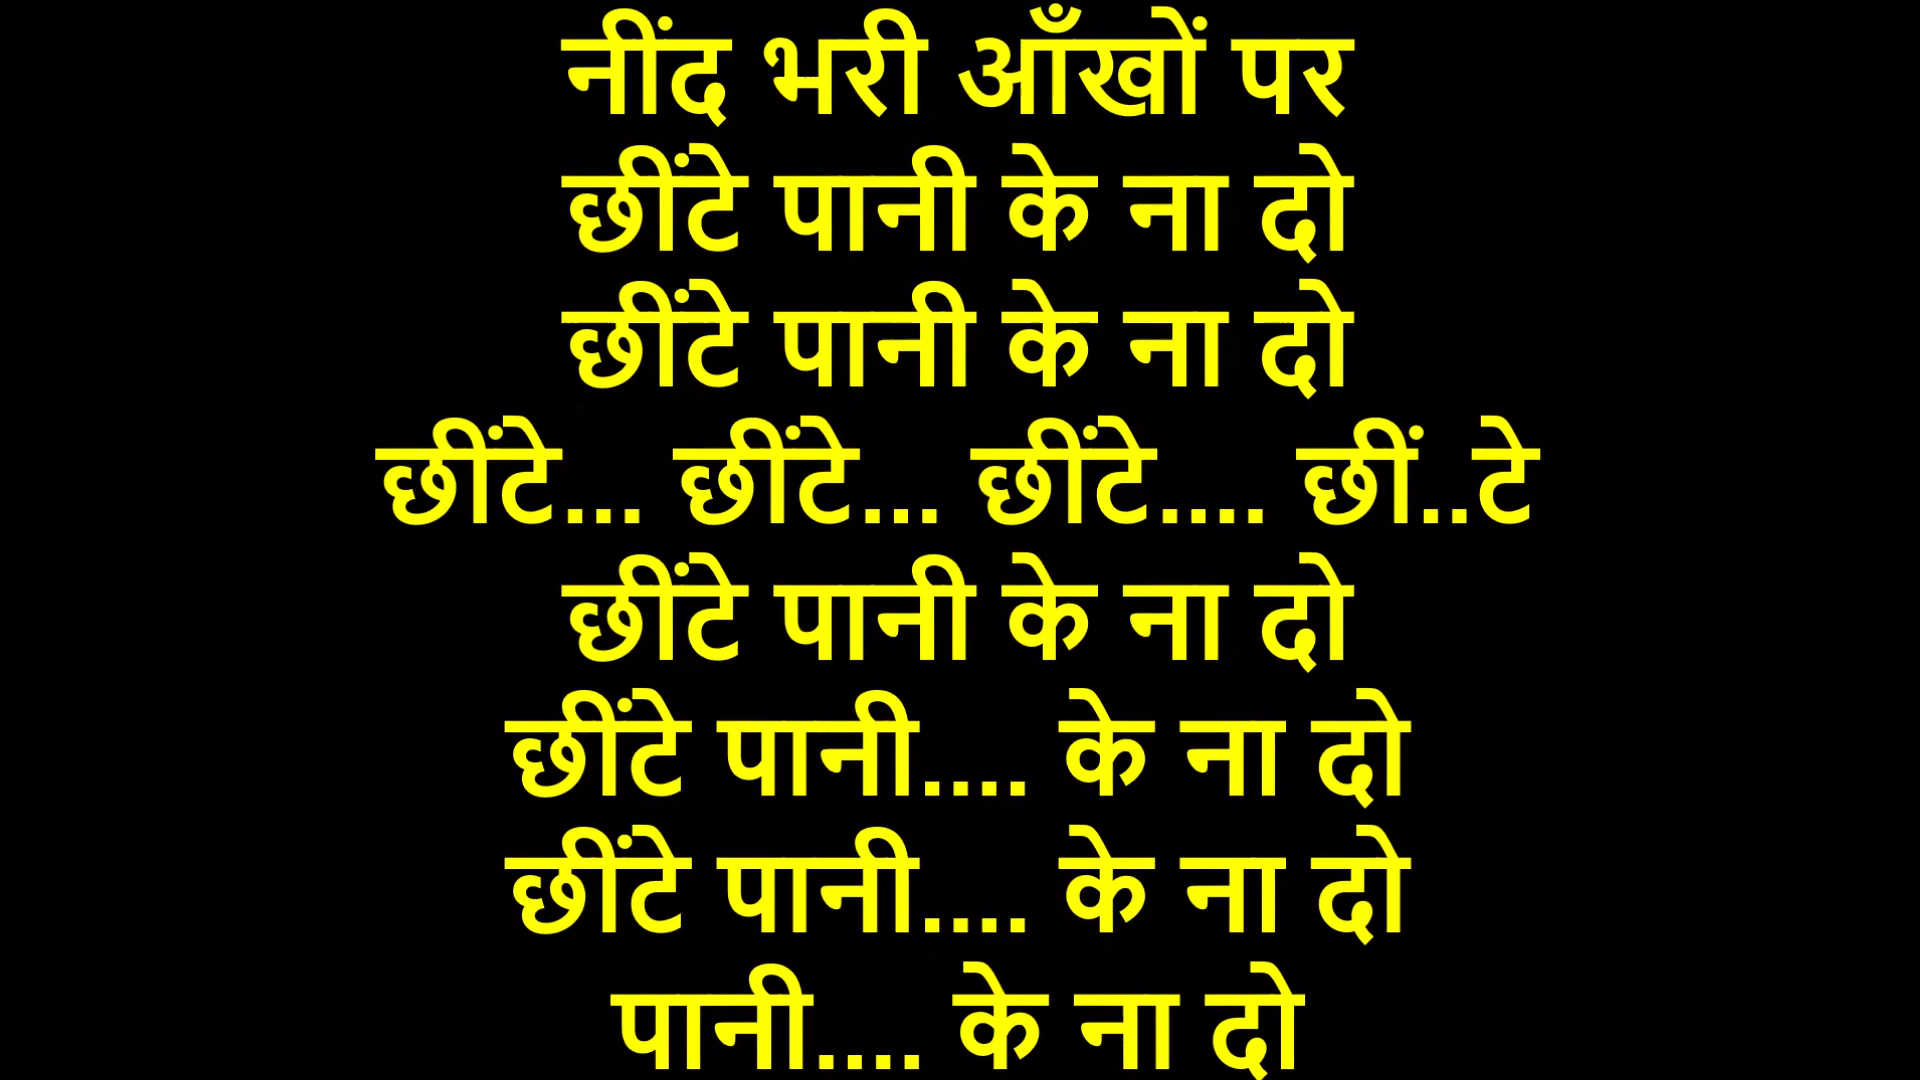 नींद भरी आँखों पर
छींटे पानी के ना दो
छींटे पानी के ना दो
छींटे... छींटे... छींटे.... छीं..टे
छींटे पानी के ना दो
छींटे पानी.... के ना दो
छींटे पानी.... के ना दो
पानी.... के ना दो